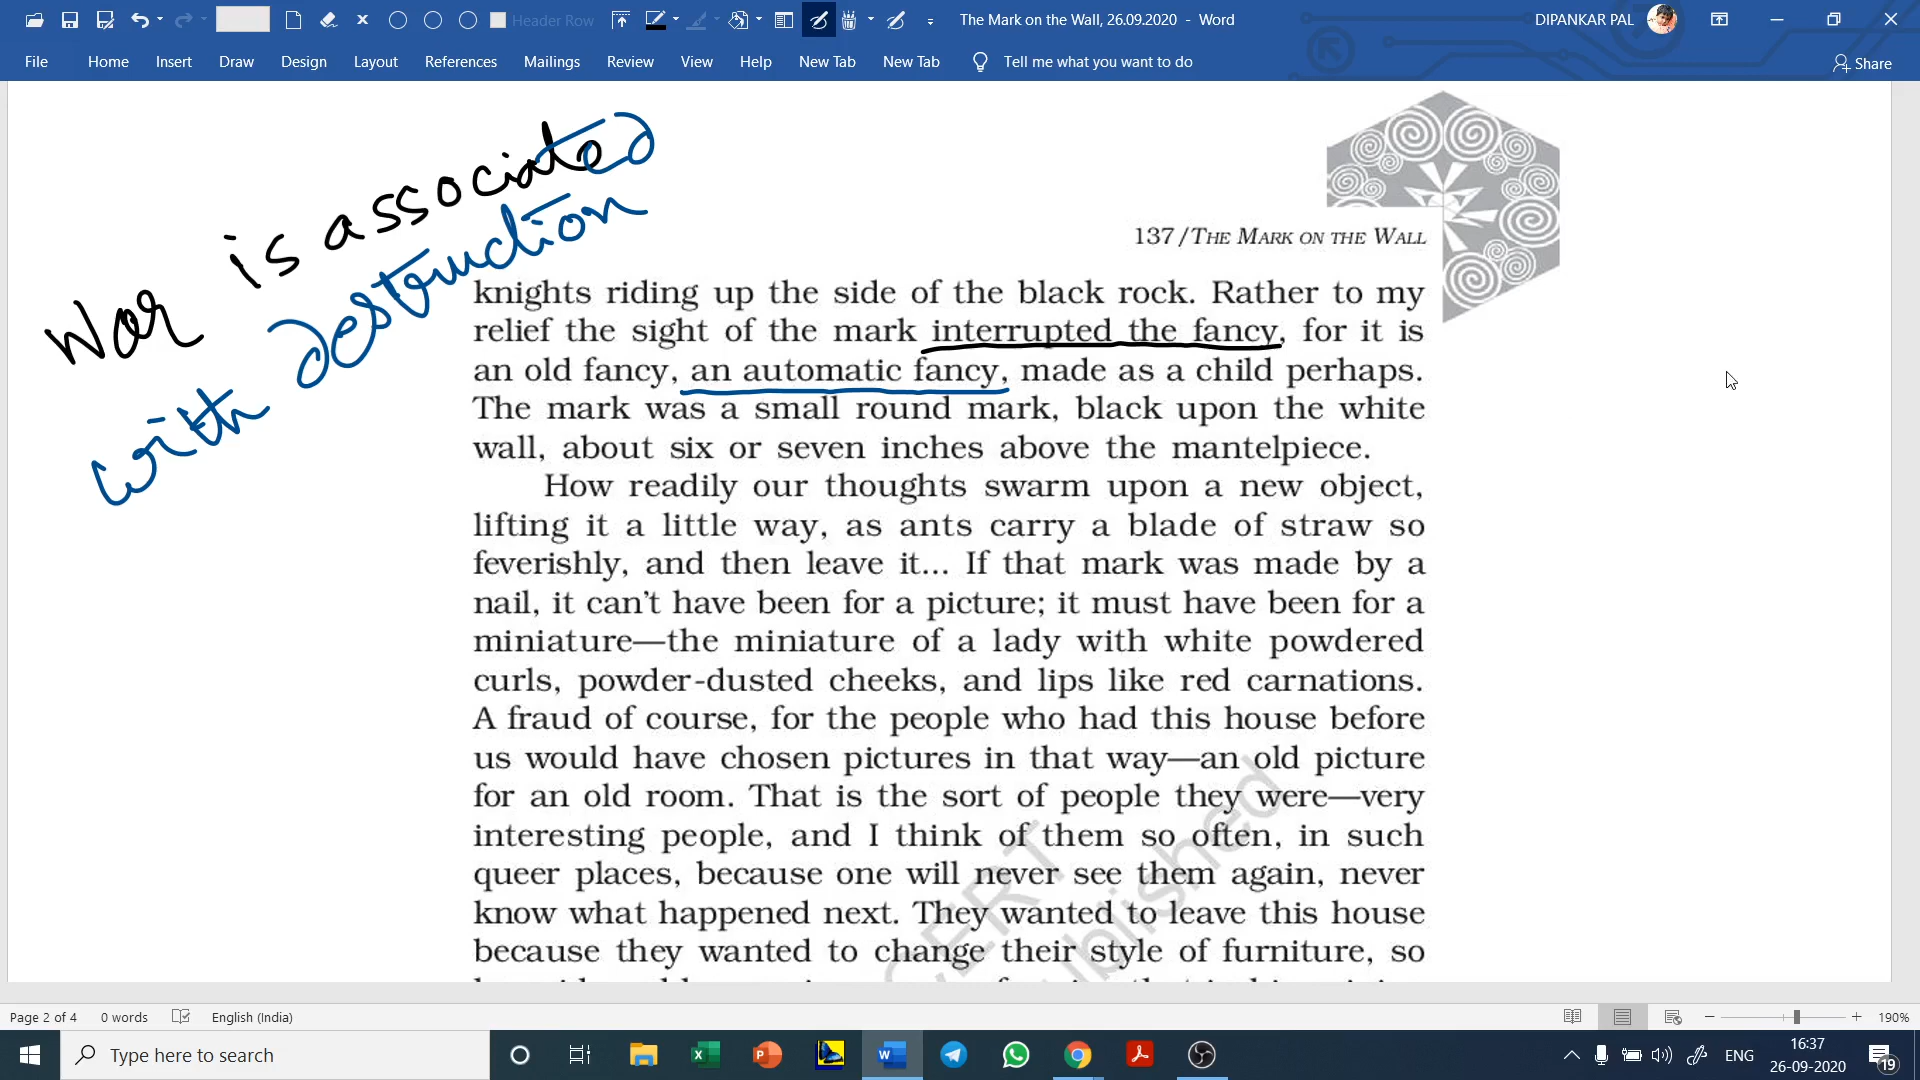 Header Row
The Mark on the Wall, 26.09.2020 - Word
DIPANKAR PAL
File Home Insert Draw Design Layout References Mailings Review View Help New Tab New Tab Tell me what you want to do
Share
War is associated
with destruction
137/THE MARK ON THE WALL
knights riding up the side of the black rock. Rather to my
relief the sight of the mark interrupted the fancy, for it is
an old fancy, an automatic fancy, made as a child perhaps.
The mark was a small round mark, black upon the white
wall, about six or seven inches above the mantelpiece.
How readily our thoughts swarm upon a new object,
lifting it a little way, as ants carry a blade of straw so
feverishly, and then leave it... If that mark was made by a
nail, it can't have been for a picture; it must have been for a
miniature—the miniature of a lady with white powdered
curls, powder-dusted cheeks, and lips like red carnations.
A fraud of course, for the people who had this house before
us would have chosen pictures in that way—an old picture
for an old room. That is the sort of people they were—very
interesting people, and I think of them so often, in such
queer places, because one will never see them again, never
know what happened next. They wanted to leave this house
because they wanted to change their style of furniture, so
Page 2 of 4 0 words English (India)
190%
Type here to search
ENG
16:37
26-09-2020
19